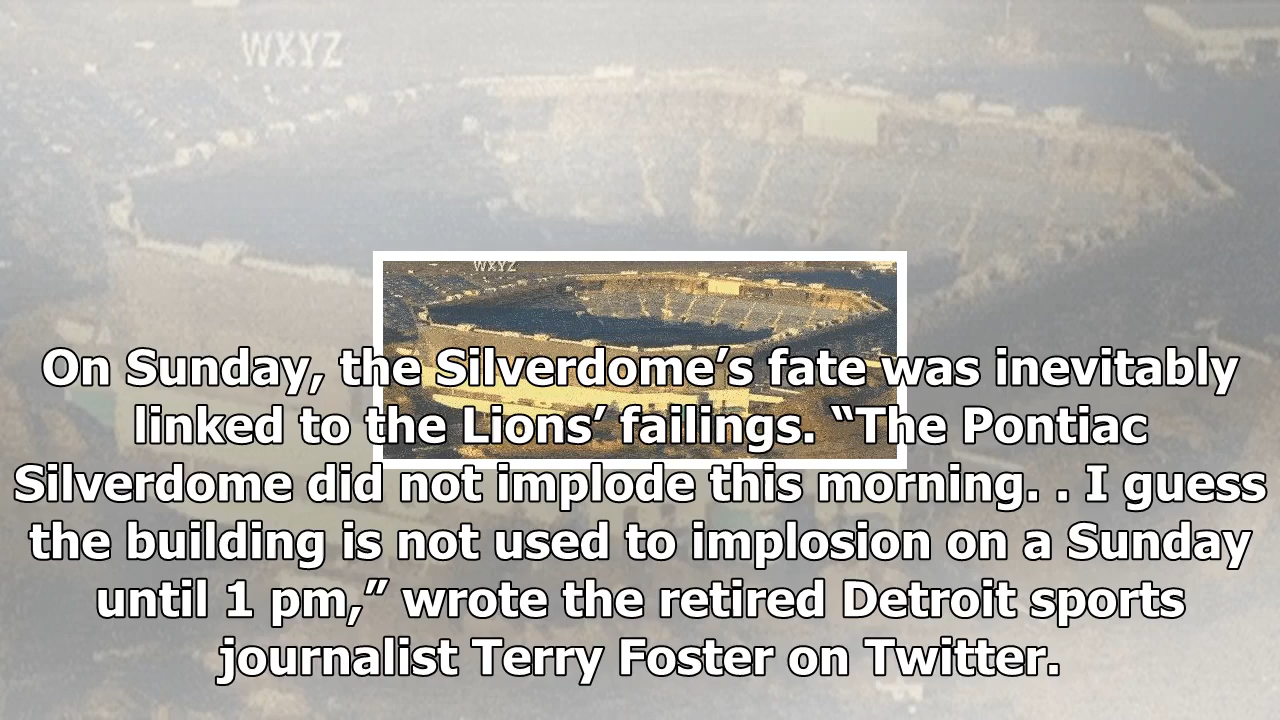 WXYZ
WXYZ
On Sunday, the Silverdome’s fate was inevitably
linked to the Lions’ failings. “The Pontiac
Silverdome did not implode this morning. . I guess
the building is not used to implosion on a Sunday
until 1 pm,” wrote the retired Detroit sports
journalist Terry Foster on Twitter.